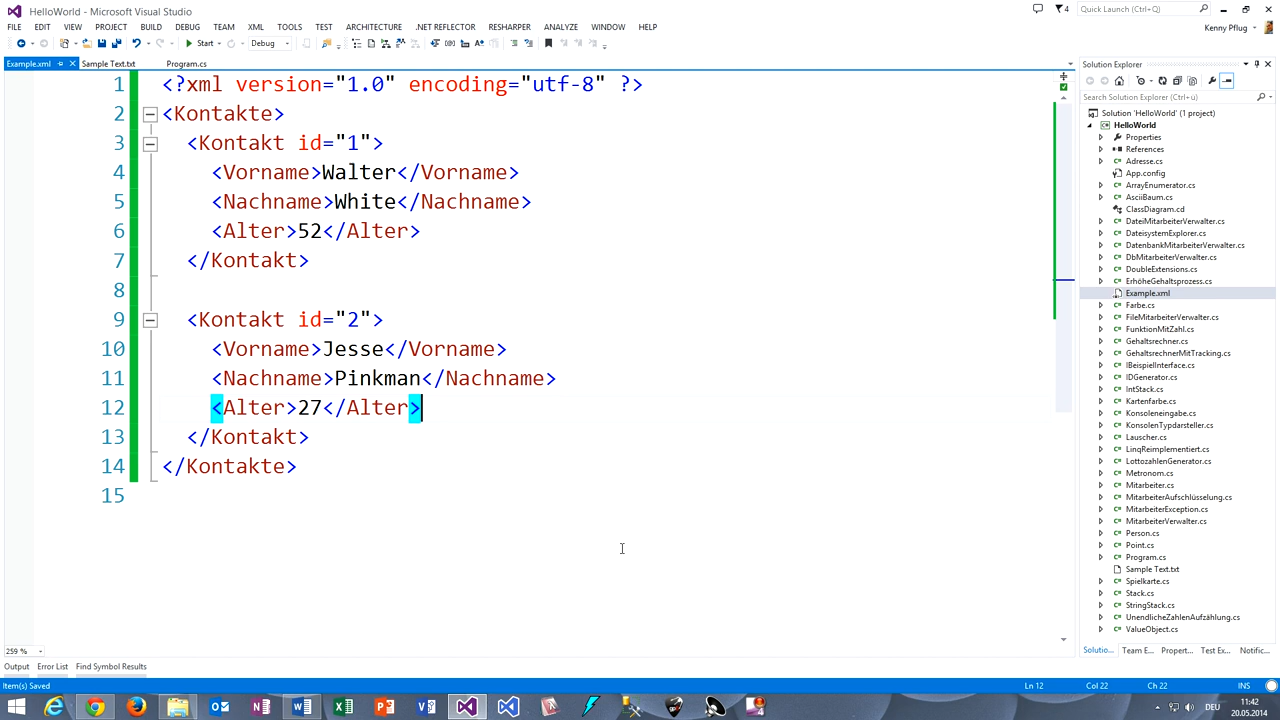 HelloWorld - Microsoft Visual Studio
4
Quick Launch (Ctrl+Q)
FILE EDIT VIEW PROJECT BUILD DEBUG TEAM XML TOOLS TEST ARCHITECTURE .NET REFLECTOR RESHARPER ANALYZE WINDOW HELP
Kenny Pflug
Start Debug
Example.xml Sample Text.txt Program.cs
1 <?xml version="1.0" encoding="utf-8" ?>
2 <Kontakte>
3 <Kontakt id="1">
4 <Vorname>Walter</Vorname>
5 <Nachname>White</Nachname>
6 <Alter>52</Alter>
7 </Kontakt>
8
9 <Kontakt id="2">
10 <Vorname>Jesse</Vorname>
11 <Nachname>Pinkman</Nachname>
12 <Alter>27</Alter>
13 </Kontakt>
14 </Kontakte>
15
259 %
Solution Explorer
Search Solution Explorer (Ctrl+ü)
Solution 'HelloWorld' (1 project)
HelloWorld
Properties
References
Adresse.cs
App.config
ArrayEnumerator.cs
AsciiBaum.cs
ClassDiagram.cd
DateiMitarbeiterVerwalter.cs
DateisystemExplorer.cs
DatenbankMitarbeiterVerwalter.cs
DbMitarbeiterVerwalter.cs
DoubleExtensions.cs
ErhöheGehaltsprozess.cs
Example.xml
Farbe.cs
FileMitarbeiterVerwalter.cs
FunktionMitZahl.cs
Gehaltsrechner.cs
GehaltsrechnerMitTracking.cs
IBeispielInterface.cs
IDGenerator.cs
IntStack.cs
Kartenfarbe.cs
Konsoleneingabe.cs
KonsolenTypdarsteller.cs
Lauscher.cs
LinqReimplementiert.cs
LottozahlenGenerator.cs
Metronom.cs
Mitarbeiter.cs
MitarbeiterAufschlüsselung.cs
MitarbeiterException.cs
MitarbeiterVerwalter.cs
Person.cs
Point.cs
Program.cs
Sample Text.txt
Spielkarte.cs
Stack.cs
StringStack.cs
UnendlicheZahlenAufzählung.cs
ValueObject.cs
Solutio... Team E... Propert... Test Ex... Notific...
Output Error List Find Symbol Results
Item(s) Saved Ln 12 Col 22 Ch 22 INS
DEU
11:42
20.05.2014